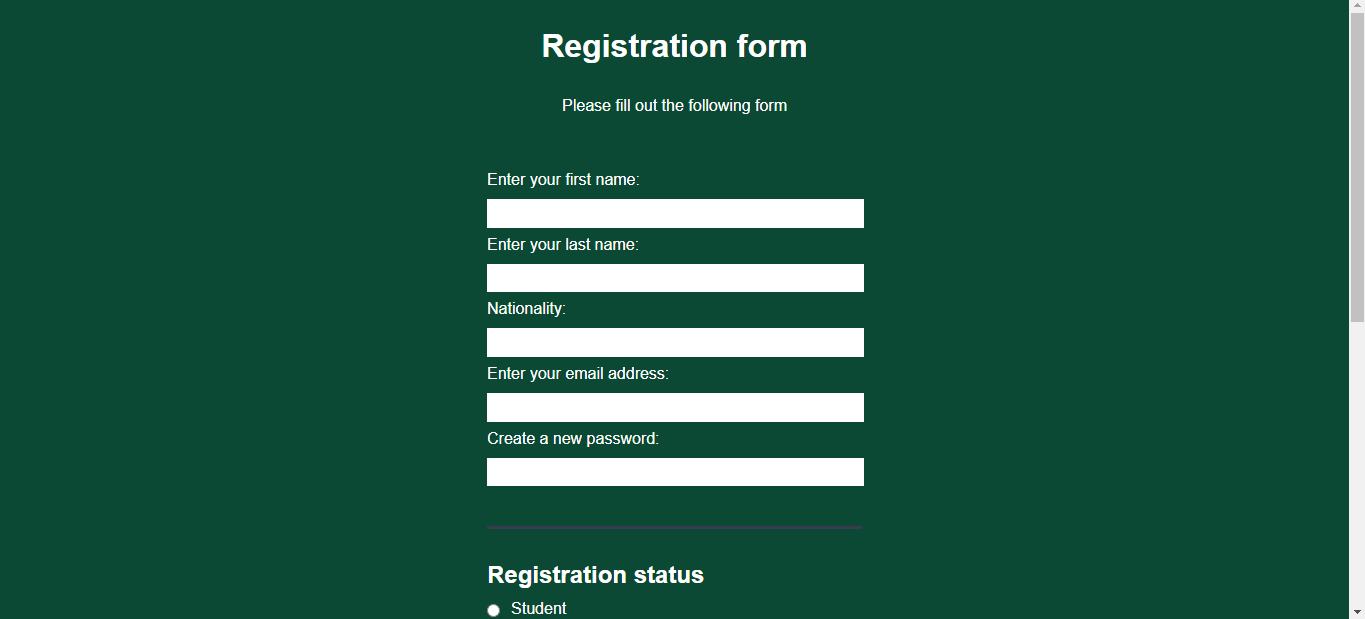 Registration form
Please fill out the following form
Enter your first name:
Enter your last name:
Nationality:
Enter your email address:
Create a new password:
Registration status
Student